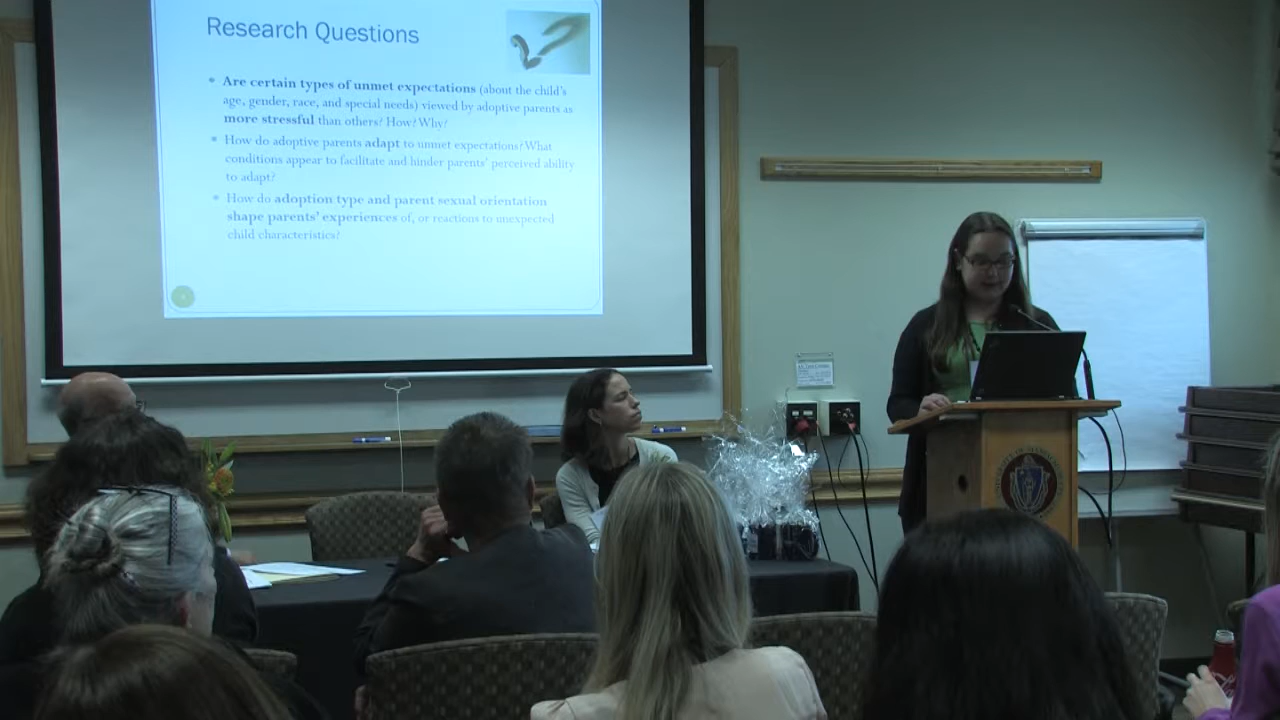 Research Questions
• Are certain types of unmet expectations (about the child's
age, gender, race, and special needs) viewed by adoptive parents as
more stressful than others? How? Why?
• How do adoptive parents adapt to unmet expectations? What
conditions appear to facilitate and hinder parents' perceived ability
to adapt?
• How do adoption type and parent sexual orientation
shape parents' experiences of, or reactions to unexpected
child characteristics?